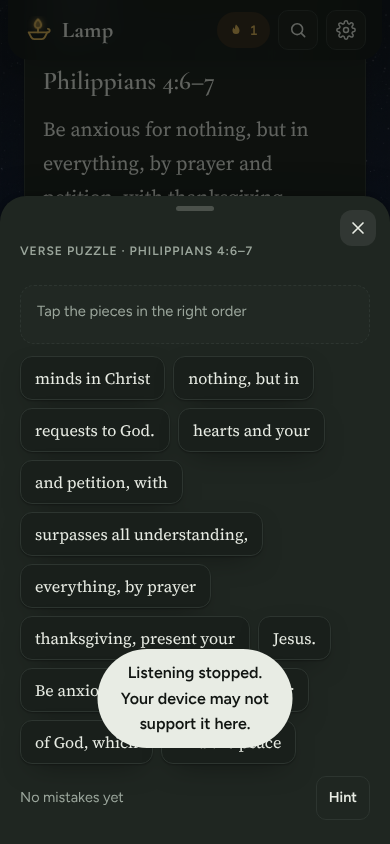 Lamp
1
Philippians 4:6–7
Be anxious for nothing, but in
everything, by prayer and
petition, with thanksgiving
VERSE PUZZLE · PHILIPPIANS 4:6–7
Tap the pieces in the right order
minds in Christ
nothing, but in
requests to God.
hearts and your
and petition, with
surpasses all understanding,
everything, by prayer
thanksgiving, present your
Jesus.
Listening stopped.
Your device may not
support it here.
Be
of God,
peace
No mistakes yet
Hint